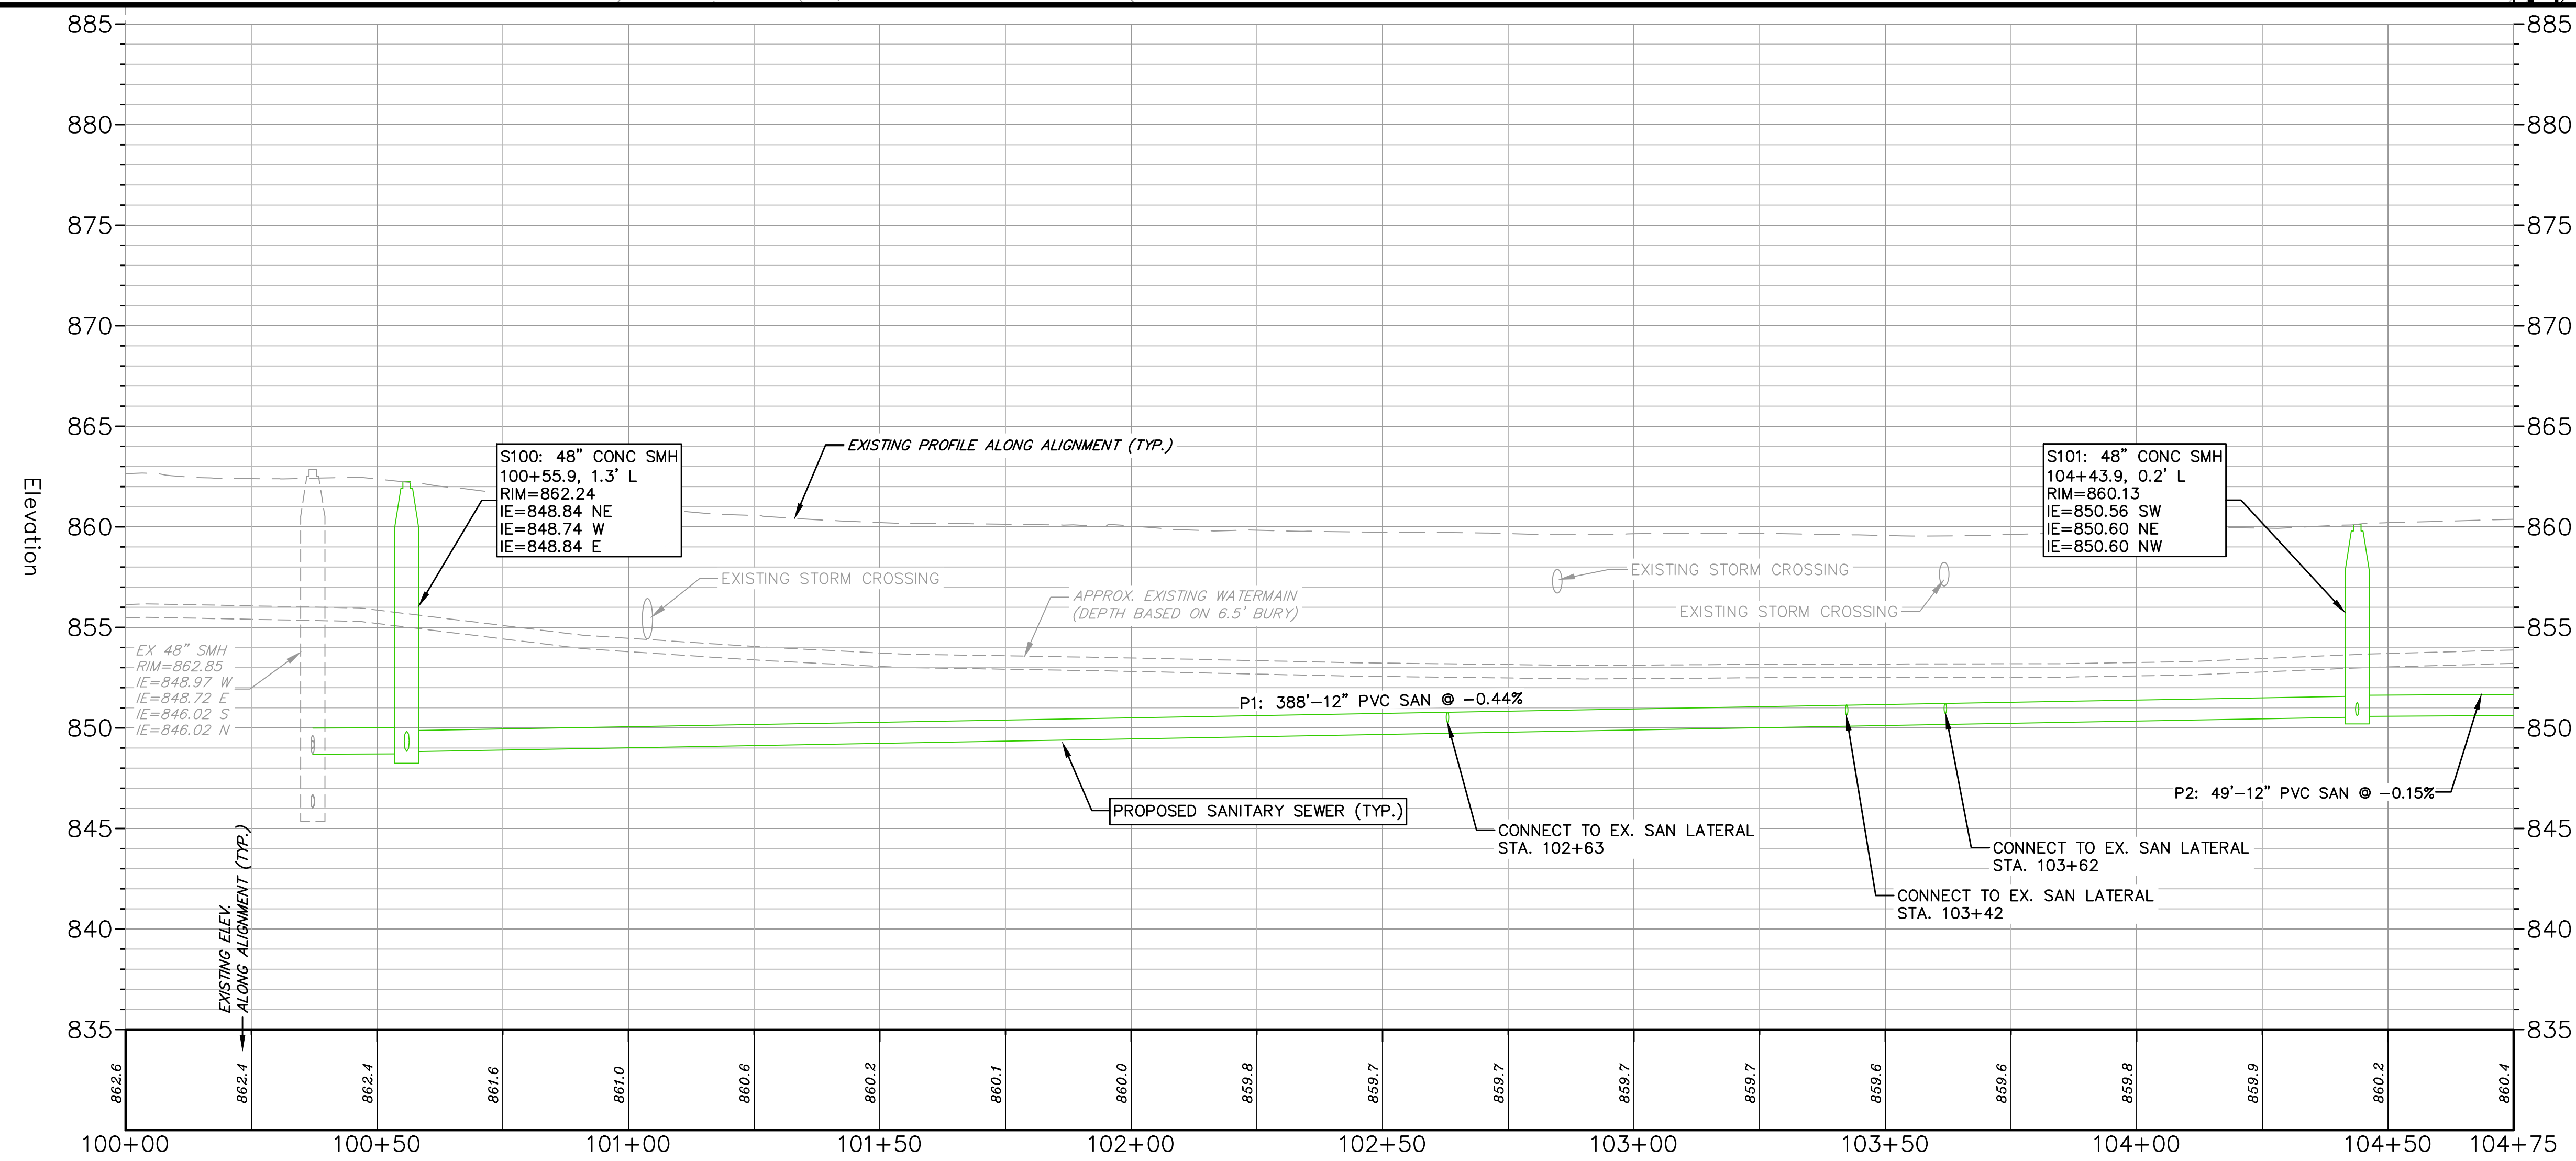 885
880
875
870
865
860
855
850
845
840
835
Elevation
885
880
875
870
865
860
855
850
845
840
835
S100: 48" CONC SMH
100+55.9, 1.3' L
RIM=862.24
IE=848.84 NE
IE=848.74 W
IE=848.84 E
EXISTING PROFILE ALONG ALIGNMENT (TYP.)
S101: 48" CONC SMH
104+43.9, 0.2' L
RIM=860.13
IE=850.56 SW
IE=850.60 NE
IE=850.60 NW
EXISTING STORM CROSSING
APPROX. EXISTING WATERMAIN
(DEPTH BASED ON 6.5' BURY)
EXISTING STORM CROSSING
EXISTING STORM CROSSING
EX 48" SMH
RIM=862.85
IE=848.97 W
IE=848.72 E
IE=846.02 S
IE=846.02 N
P1: 388'-12" PVC SAN @ -0.44%
P2: 49'-12" PVC SAN @ -0.15%
PROPOSED SANITARY SEWER (TYP.)
CONNECT TO EX. SAN LATERAL
STA. 102+63
CONNECT TO EX. SAN LATERAL
STA. 103+62
CONNECT TO EX. SAN LATERAL
STA. 103+42
EXISTING ELEV.
ALONG ALIGNMENT (TYP.)
862.6
862.4
862.4
861.6
861.0
860.6
860.2
860.1
860.0
859.8
859.7
859.7
859.7
859.7
859.6
859.6
859.8
859.9
860.2
860.4
100+00
100+50
101+00
101+50
102+00
102+50
103+00
103+50
104+00
104+50
104+75